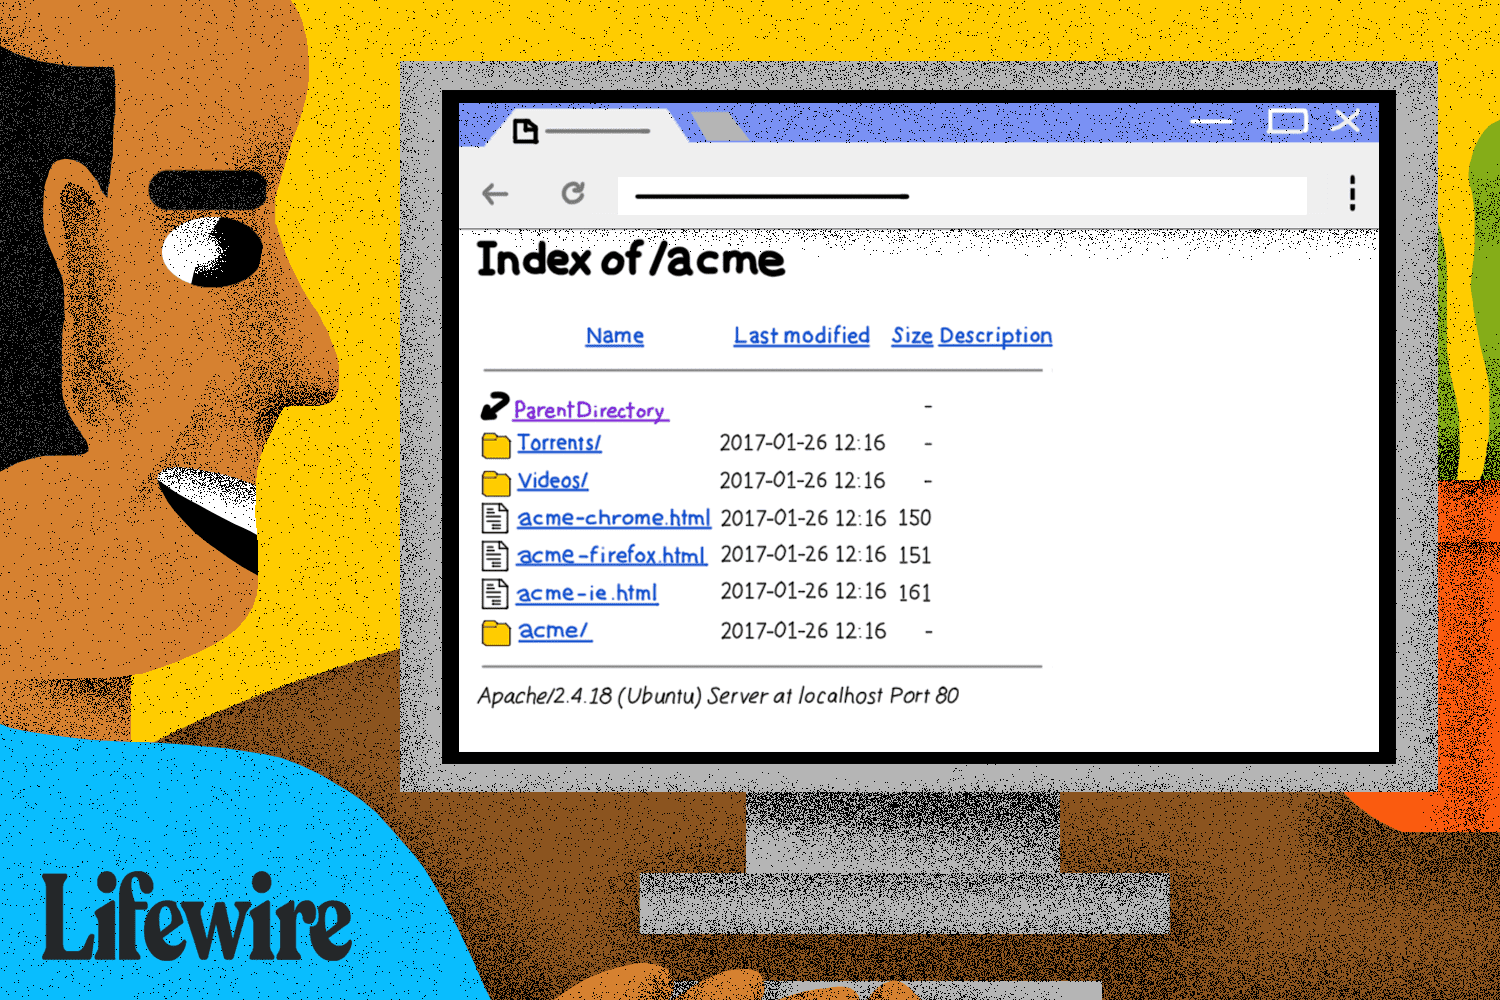 Index of /acme
Name Last modified Size Description
ParentDirectory -
Torrents/ 2017-01-26 12:16 -
Videos/ 2017-01-26 12:16 -
acme-chrome.html 2017-01-26 12:16 150
acme-firefox.html 2017-01-26 12:16 151
acme-ie.html 2017-01-26 12:16 161
acme/ 2017-01-26 12:16 -
Apache/2.4.18 (Ubuntu) Server at localhost Port 80
Lifewire